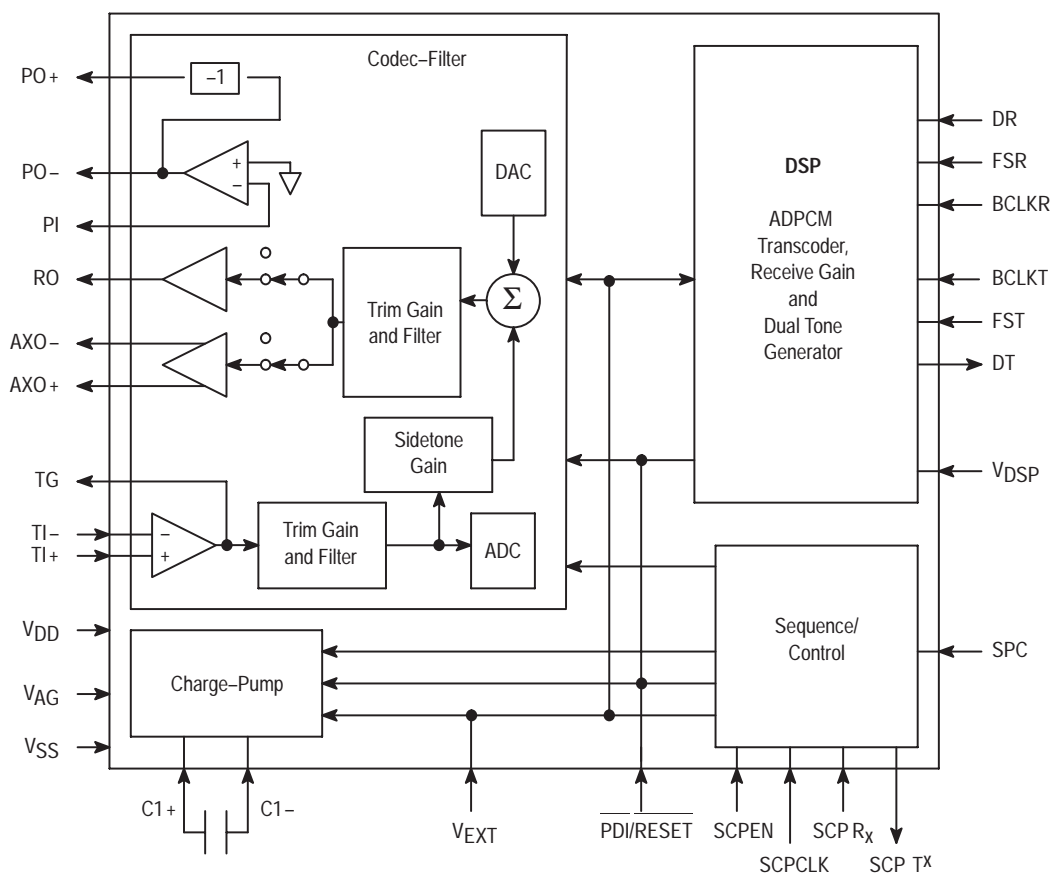 Codec–Filter
PO+
–1
PO–
+
–
PI
RO
AXO–
AXO+
DAC
Σ
Trim Gain
and Filter
Sidetone
Gain
TG
TI–
TI+
–
+
Trim Gain
and Filter
ADC
DSP
ADPCM
Transcoder,
Receive Gain
and
Dual Tone
Generator
DR
FSR
BCLKR
BCLKT
FST
DT
VDSP
VDD
VAG
VSS
Charge–Pump
Sequence/
Control
SPC
C1+
C1–
VEXT
PDI/RESET
SCPEN
SCPCLK
SCP RX
SCP TX